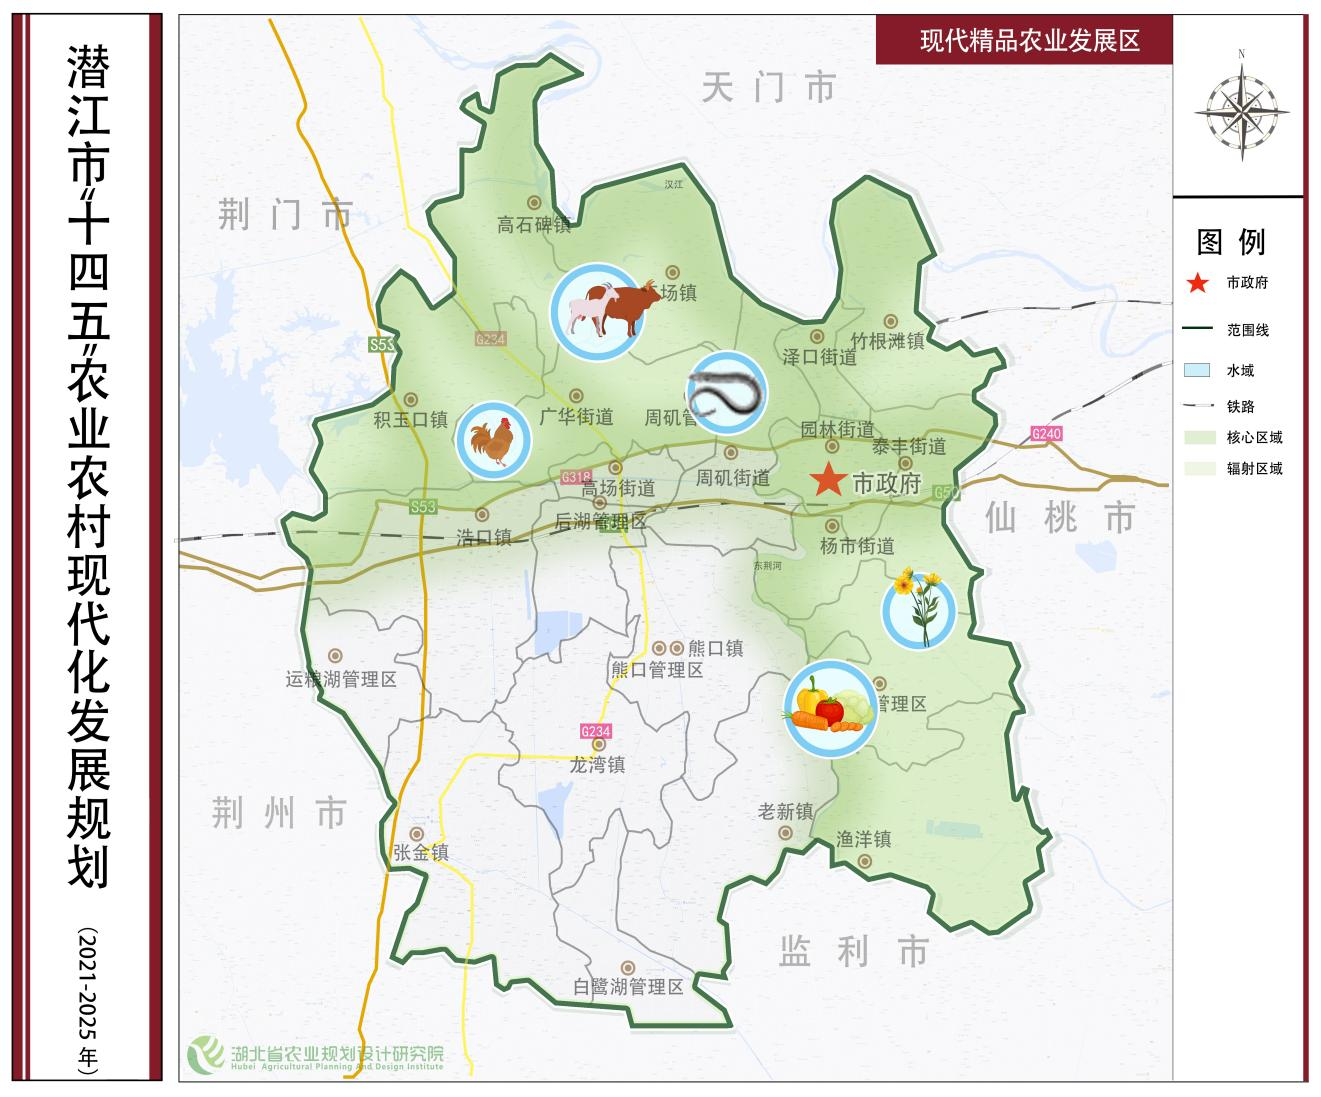 潜江市“十四五”农业农村现代化发展规划
(2021-2025年)
现代精品农业发展区
天门市
荆门市
汉江
高石碑镇
场镇
G234
S53
泽口街道
竹根滩镇
积玉口镇
广华街道
周矶管
园林街道
泰丰街道
G240
G318
高场街道
周矶街道
市政府
G50
S53
浩口镇
后湖管理区
杨市街道
仙桃市
东荆河
熊口镇
熊口管理区
运粮湖管理区
管理区
G234
龙湾镇
荆州市
老新镇
渔洋镇
张金镇
监利市
白鹭湖管理区
湖北省农业规划设计研究院
Hubei Agricultural Planning And Design Institute
N
图例
市政府
范围线
水域
铁路
核心区域
辐射区域